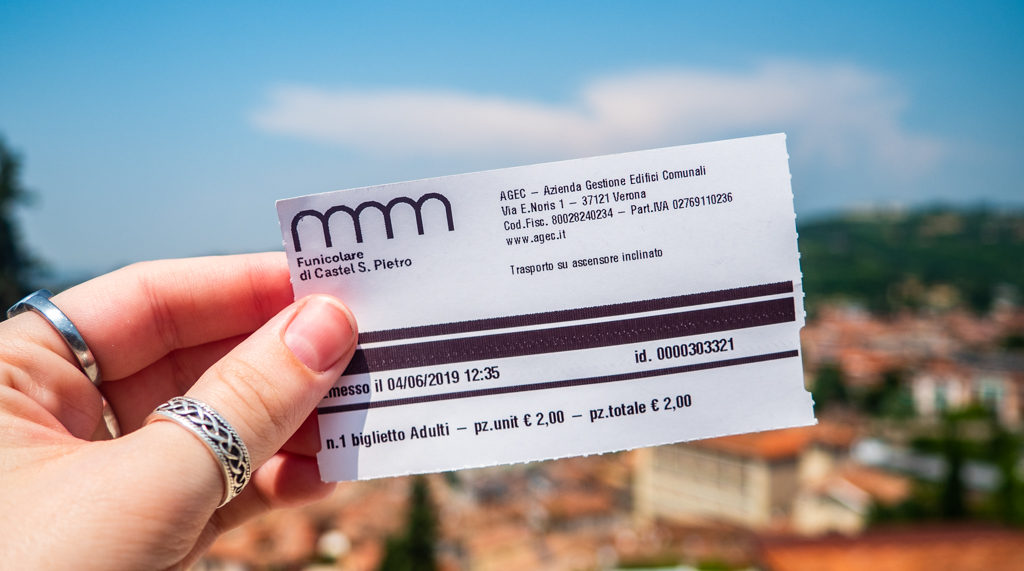 Funicolare
di Castel S. Pietro
AGEC – Azienda Gestione Edifici Comunali
Via E.Noris 1 – 37121 Verona
Cod.Fisc. 80028240234 – Part.IVA 02769110236
www.agec.it
Trasporto su ascensore inclinato
messo il 04/06/2019 12:35
id. 0000303321
n.1 biglietto Adulti – pz.unit € 2,00 – pz.totale € 2,00